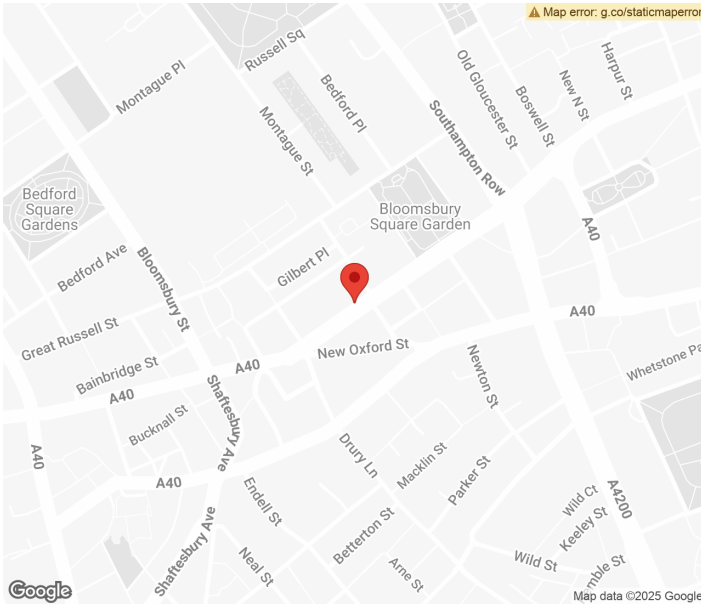 Map error: g.co/staticmaperror
Russell Sq
Montague Pl
Bedford Pl
Old Gloucester St
Boswell St
New N St
Harpur St
Montague St
Southampton Row
Bedford
Square
Gardens
Bloomsbury
Square Garden
A40
Bedford Ave
Bloomsbury St
Gilbert Pl
Great Russell St
A40
New Oxford St
Newton St
Whetstone Pa
Bainbridge St
A40
A40
Shaftesbury Ave
Bucknall St
Drury Ln
Macklin St
Parker St
A40
A40
Endell St
Betterton St
A4200
Wild Ct
Keeley St
Shaftesbury Ave
Neal St
Arne St
Wild St
mble St
Google
Map data ©2025 Google